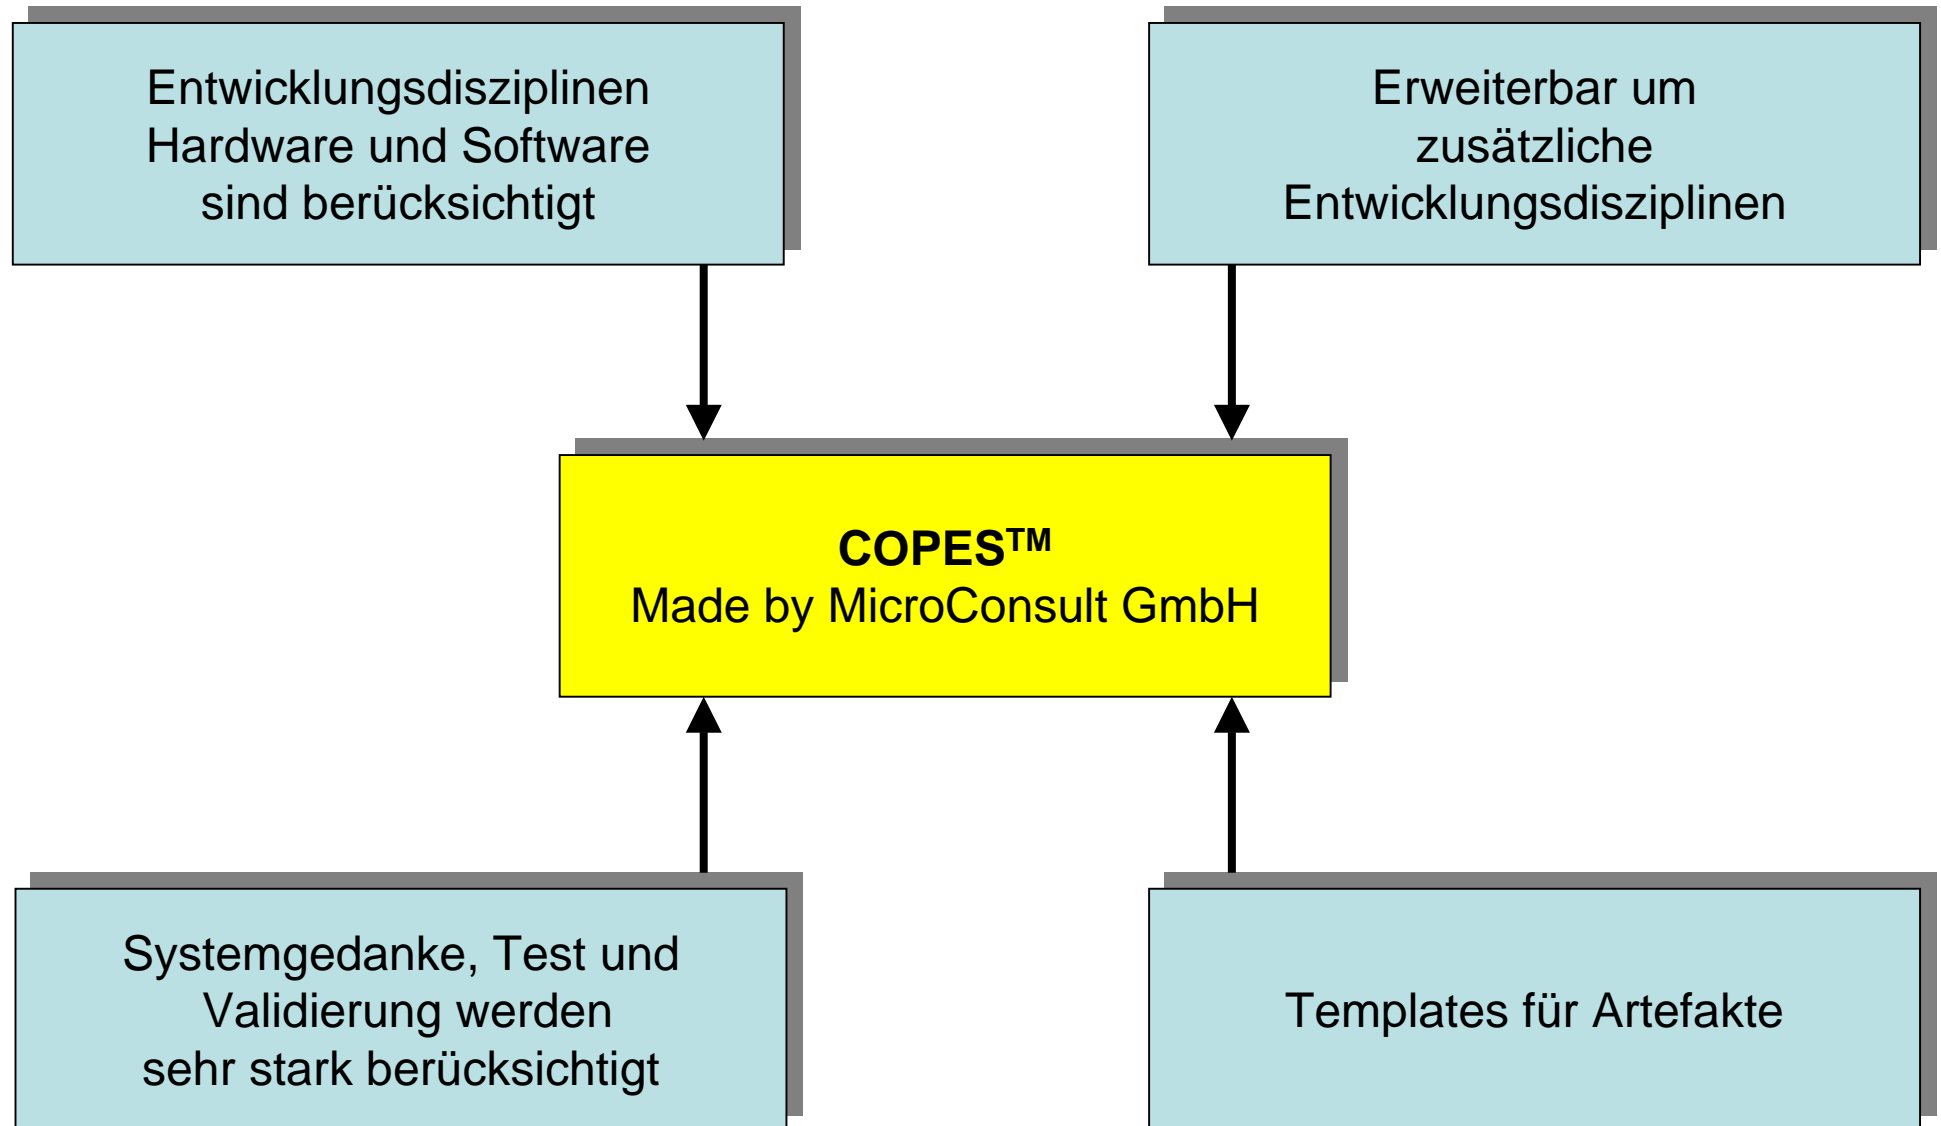 Entwicklungsdisziplinen
Hardware und Software
sind berücksichtigt
Erweiterbar um
zusätzliche
Entwicklungsdisziplinen
COPES™
Made by MicroConsult GmbH
Systemgedanke, Test und
Validierung werden
sehr stark berücksichtigt
Templates für Artefakte